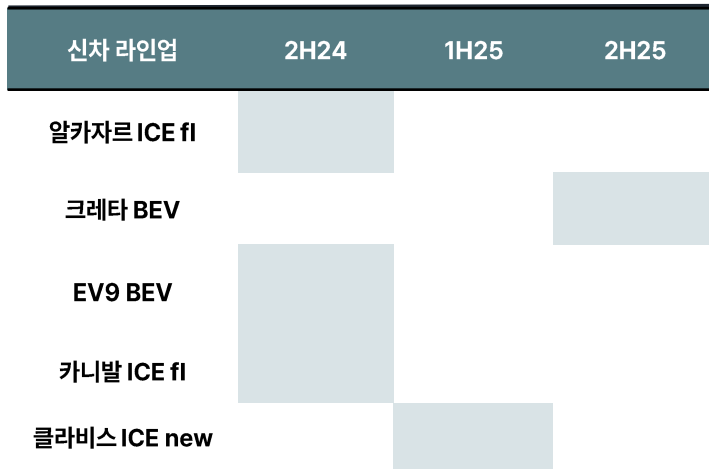 신차 라인업 2H24 1H25 2H25
알카자르 ICE fl
크레타 BEV
EV9 BEV
카니발 ICE fl
클라비스 ICE new